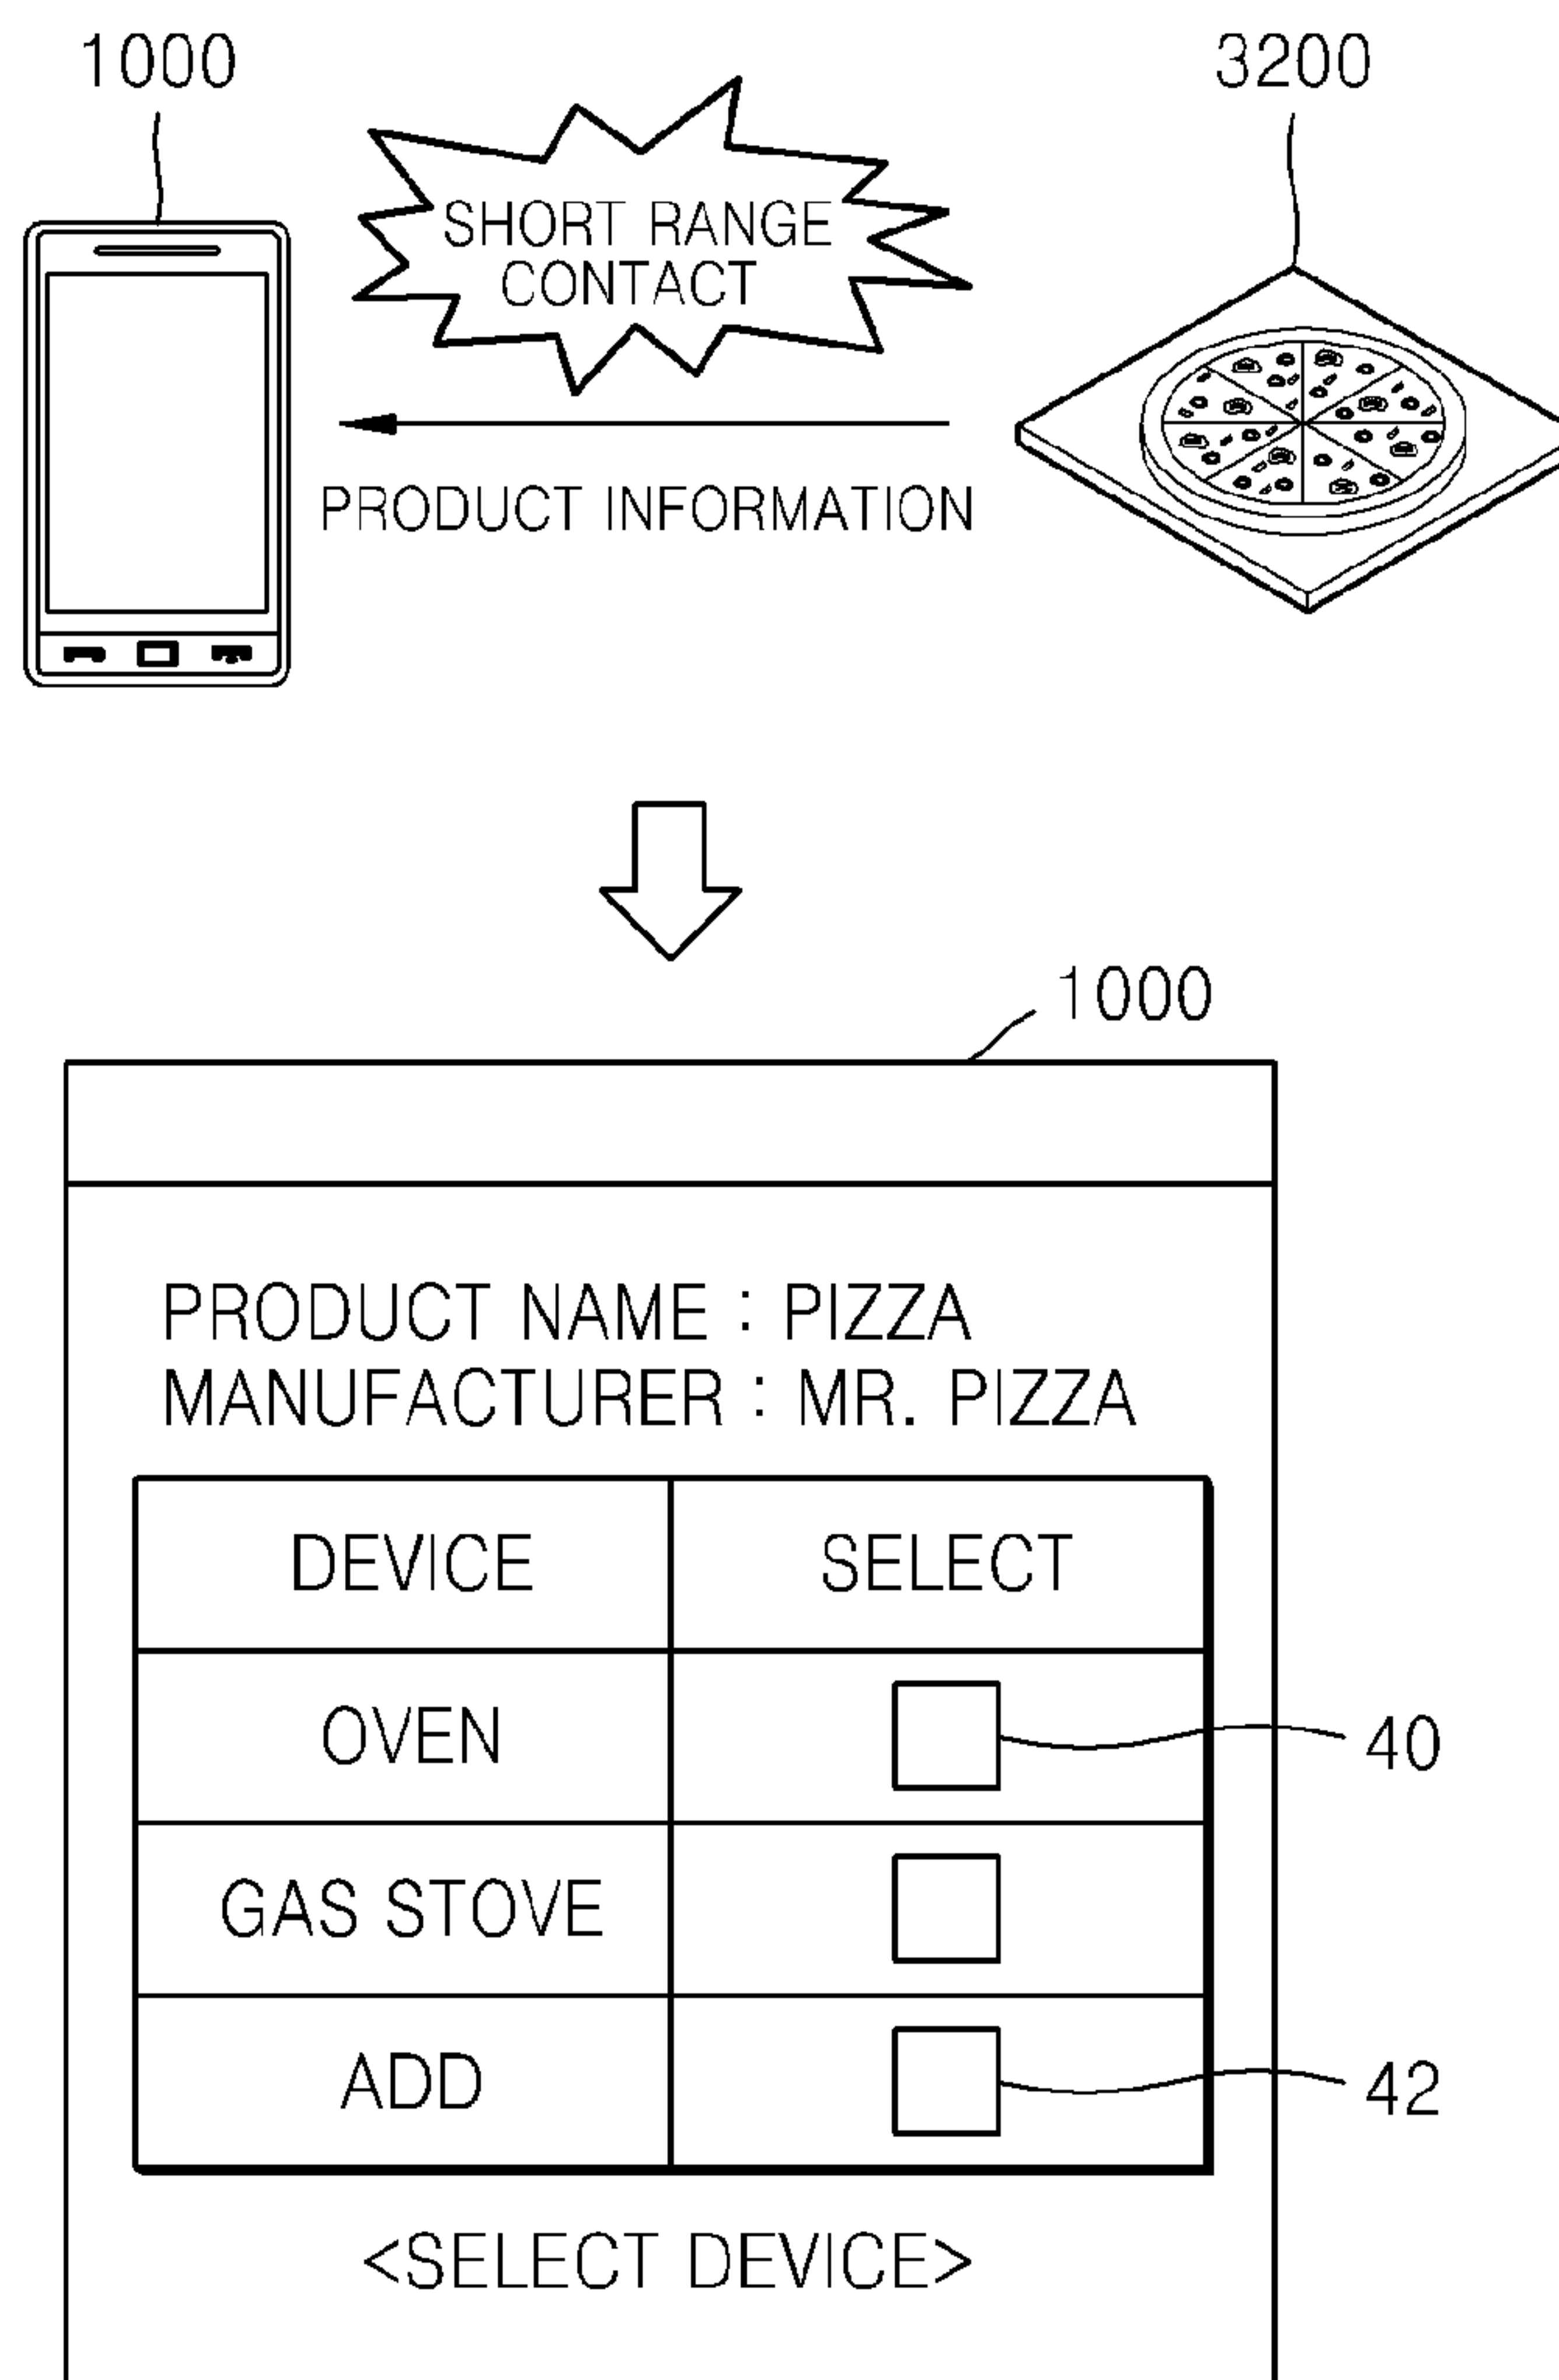 1000
3200
SHORT RANGE
CONTACT
PRODUCT INFORMATION
1000
PRODUCT NAME : PIZZA
MANUFACTURER : MR. PIZZA
DEVICE SELECT
OVEN 40
GAS STOVE
ADD 42
<SELECT DEVICE>